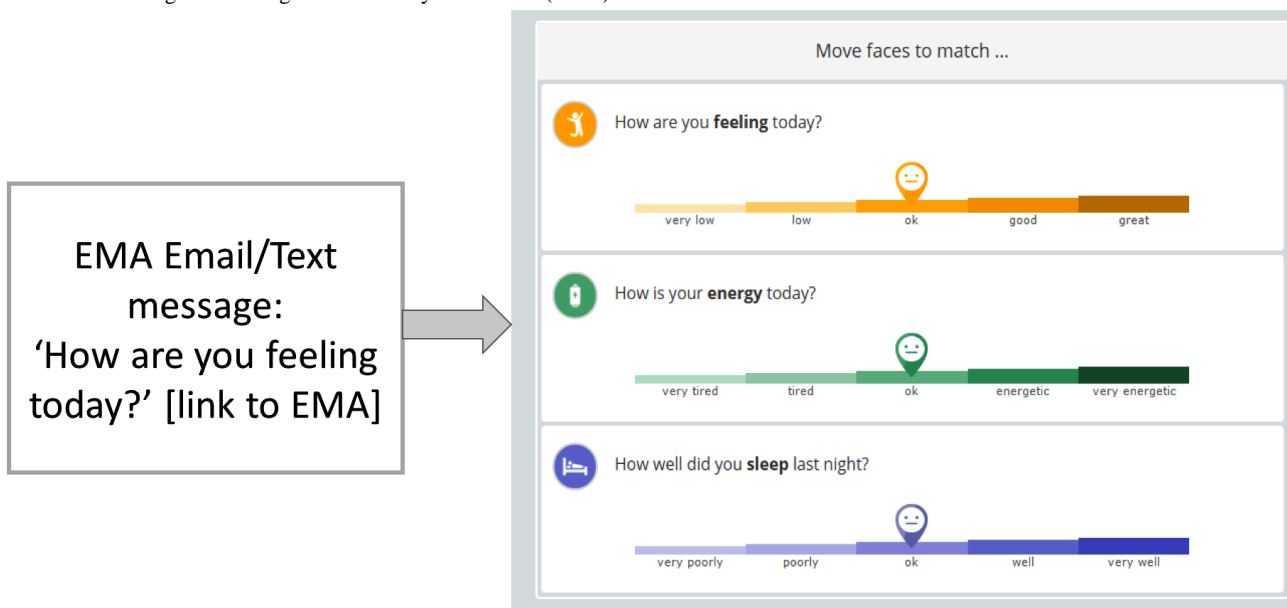 EMA Email/Text
message:
‘How are you feeling
today?’ [link to EMA]
Move faces to match ...
How are you feeling today?
very low low ok good great
How is your energy today?
very tired tired ok energetic very energetic
How well did you sleep last night?
very poorly poorly ok well very well